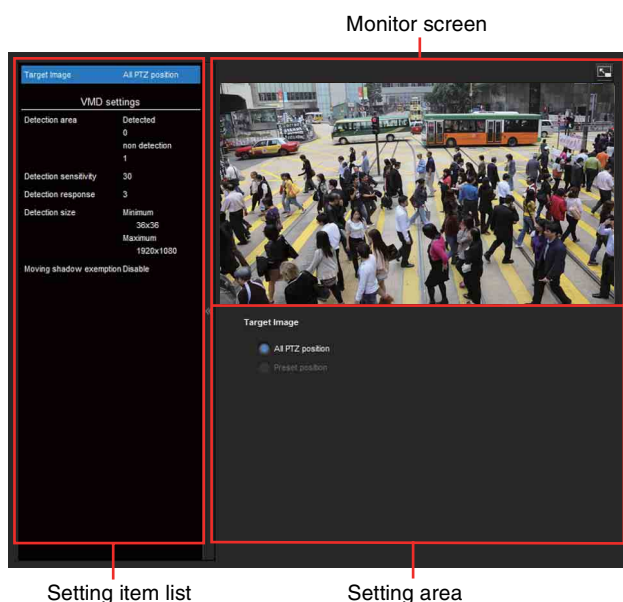 Monitor screen
Target Image All PTZ position
VMD settings
Detection area Detected
0
non detection
1
Detection sensitivity 30
Detection response 3
Detection size Minimum
36x36
Maximum
1920x1080
Moving shadow exemption Disable
Target Image
All PTZ position
Preset position
Setting item list Setting area